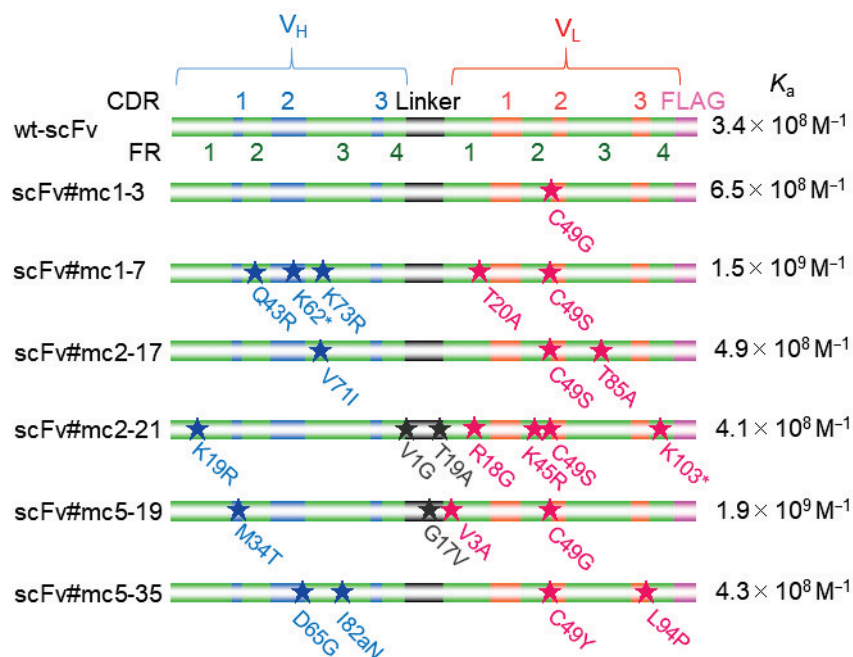 VH VL
CDR 1 2 3 Linker 1 2 3 FLAG Ka
wt-scFv 3.4 × 10⁸ M⁻¹
FR 1 2 3 4 1 2 3 4
scFv#mc1-3 6.5 × 10⁸ M⁻¹
C49G
scFv#mc1-7 1.5 × 10⁹ M⁻¹
Q43R K62* K73R T20A C49S
scFv#mc2-17 4.9 × 10⁸ M⁻¹
V71I C49S T85A
scFv#mc2-21 4.1 × 10⁸ M⁻¹
K19R V1G T19A R18G K45R C49S K103*
scFv#mc5-19 1.9 × 10⁹ M⁻¹
M34T G17V V3A C49G
scFv#mc5-35 4.3 × 10⁸ M⁻¹
D65G I82aN C49Y L94P